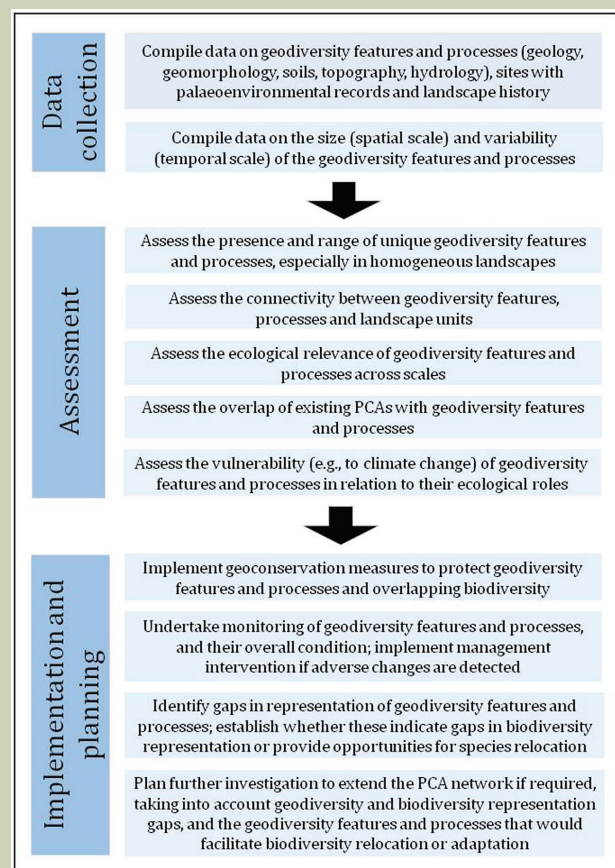 Data
collection
Compile data on geodiversity features and processes (geology,
geomorphology, soils, topography, hydrology), sites with
palaeoenvironmental records and landscape history
Compile data on the size (spatial scale) and variability
(temporal scale) of the geodiversity features and processes
Assessment
Assess the presence and range of unique geodiversity features
and processes, especially in homogeneous landscapes
Assess the connectivity between geodiversity features,
processes and landscape units
Assess the ecological relevance of geodiversity features and
processes across scales
Assess the overlap of existing PCAs with geodiversity features
and processes
Assess the vulnerability (e.g., to climate change) of geodiversity
features and processes in relation to their ecological roles
Implementation and
planning
Implement geoconservation measures to protect geodiversity
features and processes and overlapping biodiversity
Undertake monitoring of geodiversity features and processes,
and their overall condition; implement management
intervention if adverse changes are detected
Identify gaps in representation of geodiversity features and
processes; establish whether these indicate gaps in biodiversity
representation or provide opportunities for species relocation
Plan further investigation to extend the PCA network if required,
taking into account geodiversity and biodiversity representation
gaps, and the geodiversity features and processes that would
facilitate biodiversity relocation or adaptation